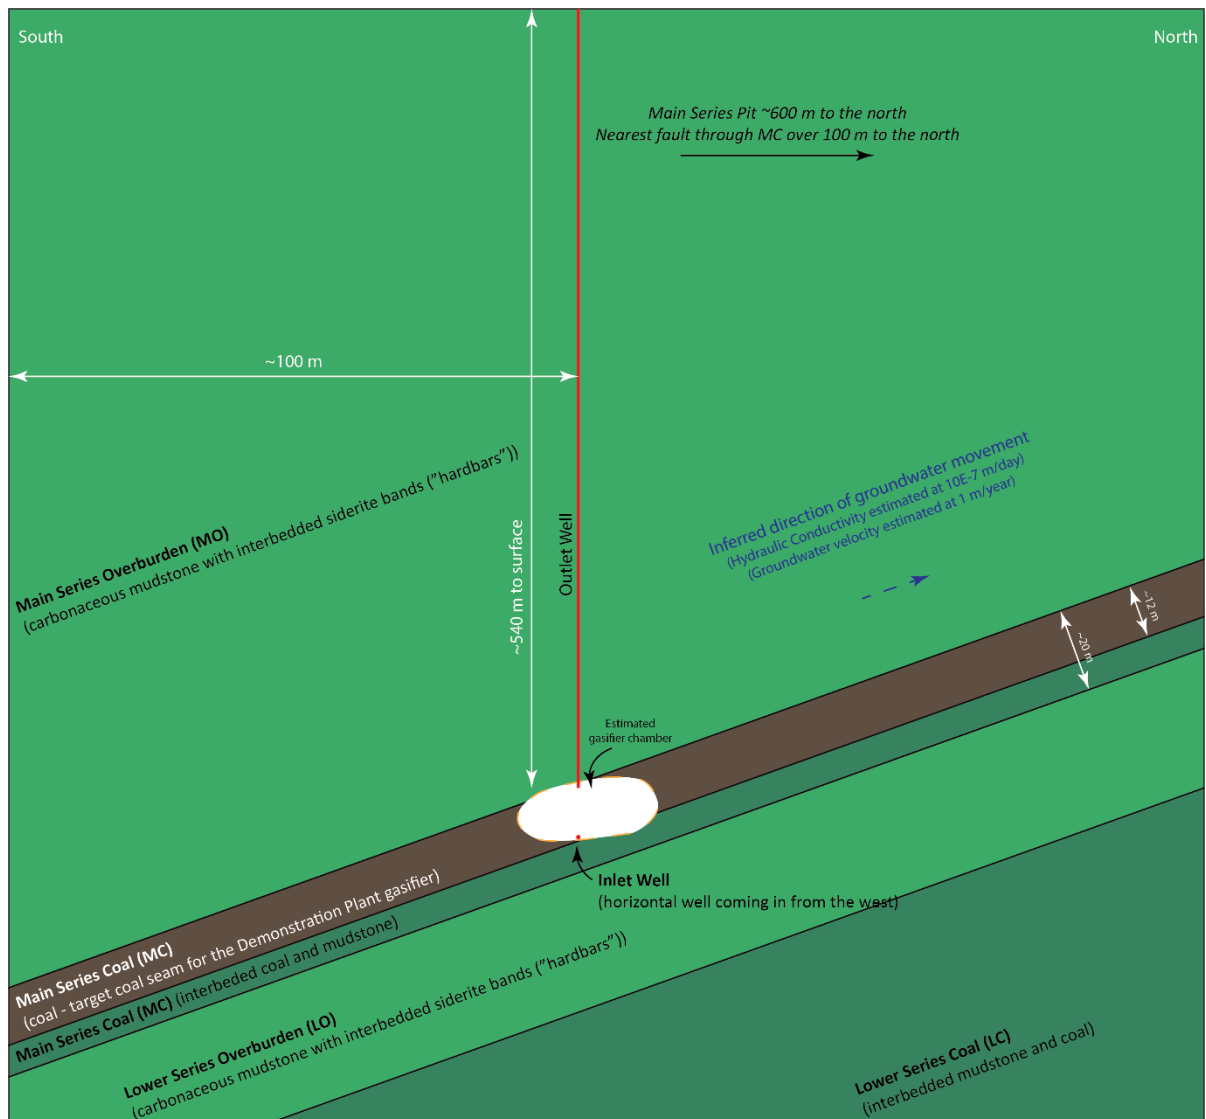 South
North
Main Series Pit ~600 m to the north
Nearest fault through MC over 100 m to the north
~100 m
Inferred direction of groundwater movement
(Hydraulic Conductivity estimated at 10E-7 m/day)
(Groundwater velocity estimated at 1 m/year)
Main Series Overburden (MO)
(carbonaceous mudstone with interbedded siderite bands (”hardbars”))
~540 m to surface
Outlet Well
~12 m
~20 m
Estimated
gasifier chamber
Inlet Well
(horizontal well coming in from the west)
Main Series Coal (MC)
(coal - target coal seam for the Demonstration Plant gasifier)
Main Series Coal (MC) (interbeded coal and mudstone)
Lower Series Overburden (LO)
(carbonaceous mudstone with interbedded siderite bands (”hardbars”))
Lower Series Coal (LC)
(interbedded mudstone and coal)